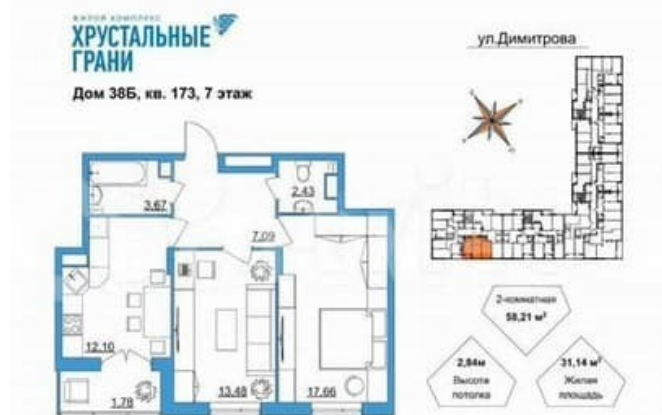 ЖИЛОЙ КОМПЛЕКС
ХРУСТАЛЬНЫЕ
ГРАНИ
Дом 38Б, кв. 173, 7 этаж
ул.Димитрова
3.67
2.43
7.09
12.10
1.78
13.48
17.66
2-комнатная
58,21 м²
2,84м
Высота
потолка
31,14 м²
Жилая
площадь